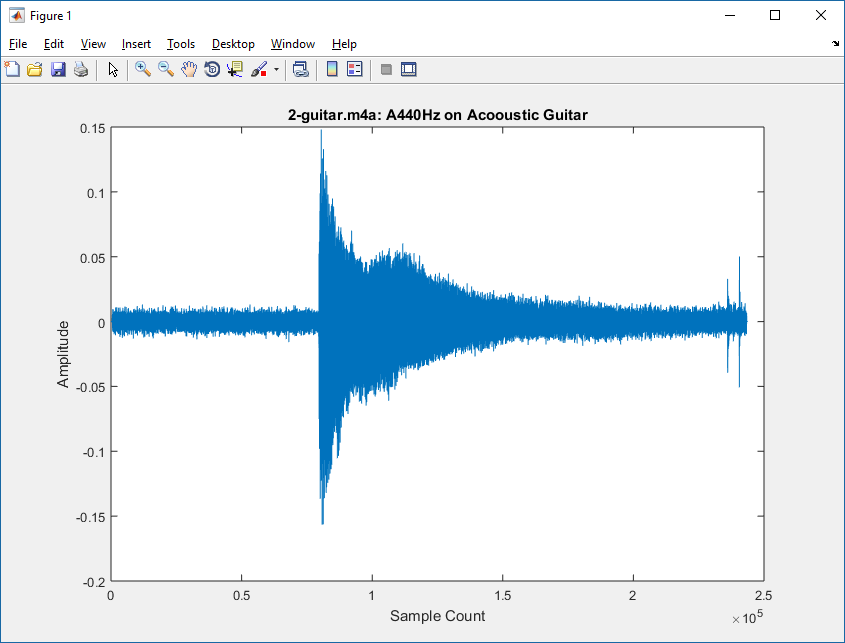 Figure 1
File Edit View Insert Tools Desktop Window Help
2-guitar.m4a: A440Hz on Acooustic Guitar
0.15
0.1
0.05
0
-0.05
-0.1
-0.15
-0.2
Amplitude
0 0.5 1 1.5 2 2.5
Sample Count
×10⁵